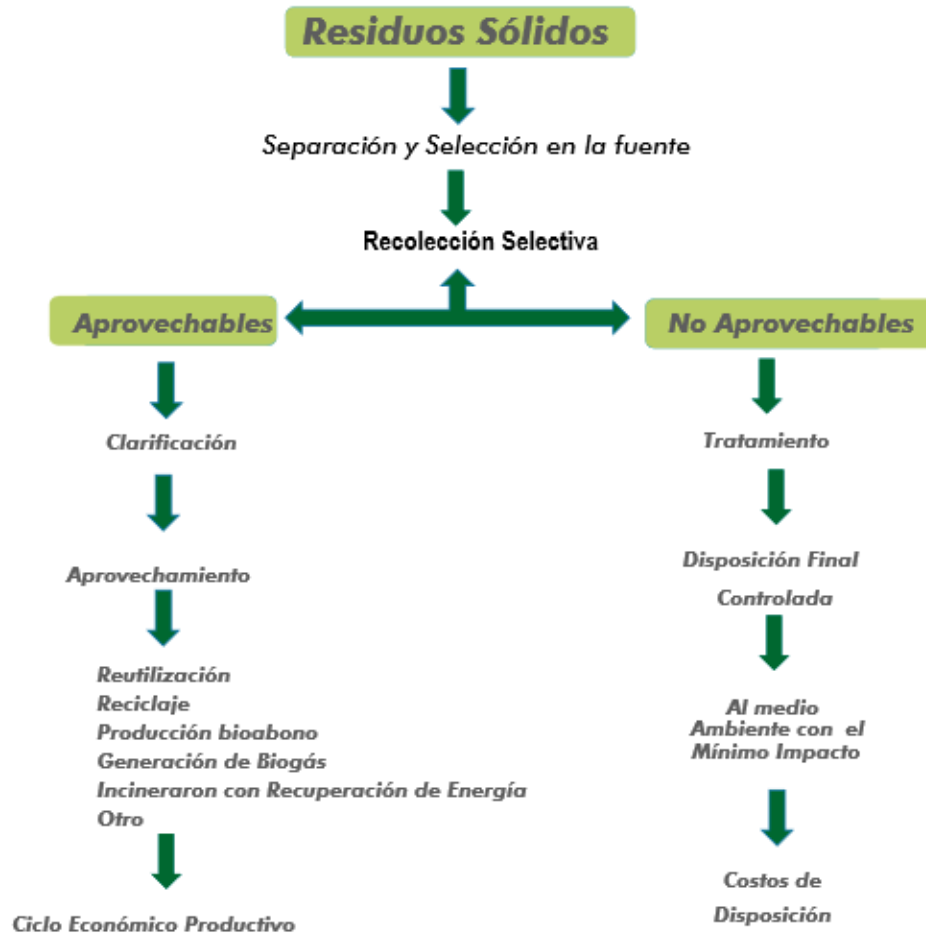 Residuos Sólidos
Separación y Selección en la fuente
Recolección Selectiva
Aprovechables
Clarificación
Aprovechamiento
Reutilización
Reciclaje
Producción bioabono
Generación de Biogás
Incineraron con Recuperación de Energía
Otro
Ciclo Económico Productivo
No Aprovechables
Tratamiento
Disposición Final
Controlada
Al medio
Ambiente con el
Mínimo Impacto
Costos de
Disposición